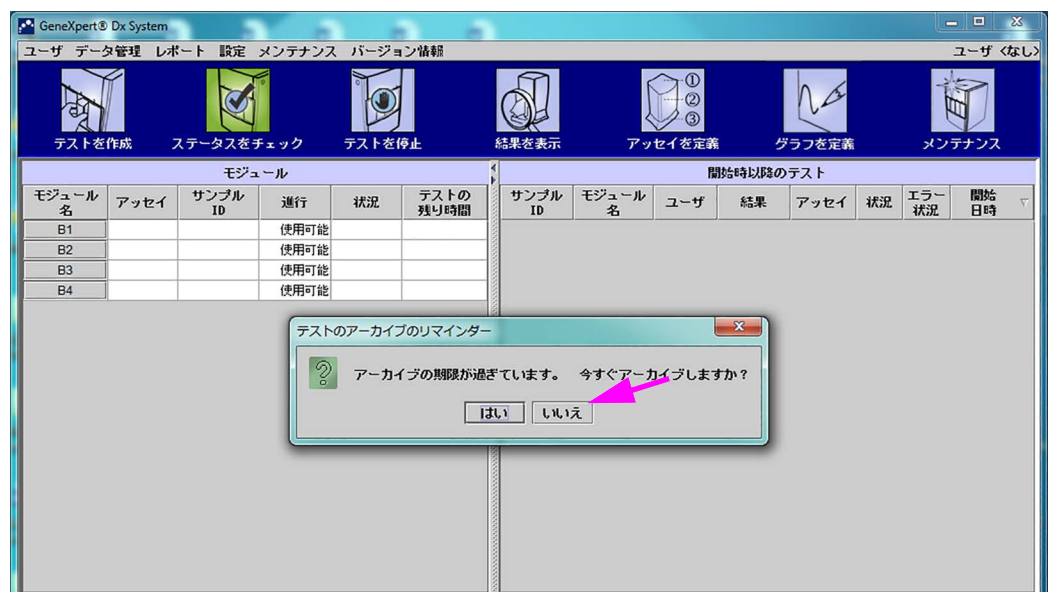 GeneXpert® Dx System
ユーザ データ管理 レポート 設定 メンテナンス バージョン情報 ユーザ <なし>
① ② ③
テストを作成 ステータスをチェック テストを停止 結果を表示 アッセイを定義 グラフを定義 メンテナンス
モジュール
モジュール名 アッセイ サンプルID 進行 状況 テストの残り時間
B1 使用可能
B2 使用可能
B3 使用可能
B4 使用可能
開始時以降のテスト
サンプルID モジュール名 ユーザ 結果 アッセイ 状況 エラー状況 開始日時
テストのアーカイブのリマインダー
アーカイブの期限が過ぎています。 今すぐアーカイブしますか?
はい いいえ